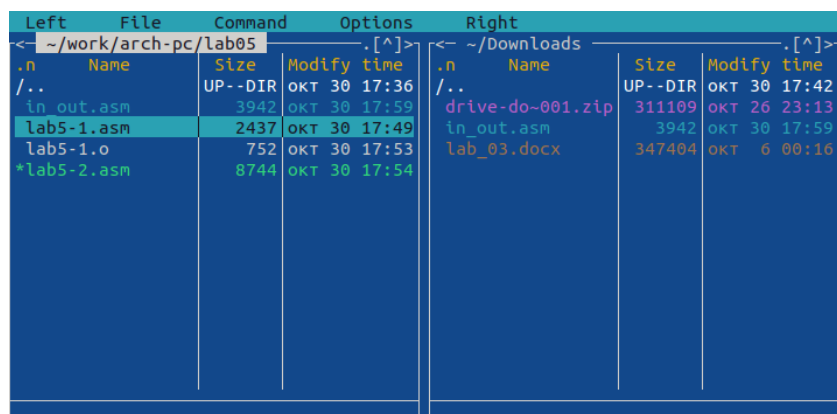 Left File Command Options Right
<─ ~/work/arch-pc/lab05 ─.[^]>
.n Name Size Modify time
/.. UP--DIR окт 30 17:36
in_out.asm 3942 окт 30 17:59
lab5-1.asm 2437 окт 30 17:49
lab5-1.o 752 окт 30 17:53
*lab5-2.asm 8744 окт 30 17:54
<─ ~/Downloads ─.[^]>
.n Name Size Modify time
/.. UP--DIR окт 30 17:42
drive-do~001.zip 311109 окт 26 23:13
in_out.asm 3942 окт 30 17:59
lab_03.docx 347404 окт 6 00:16